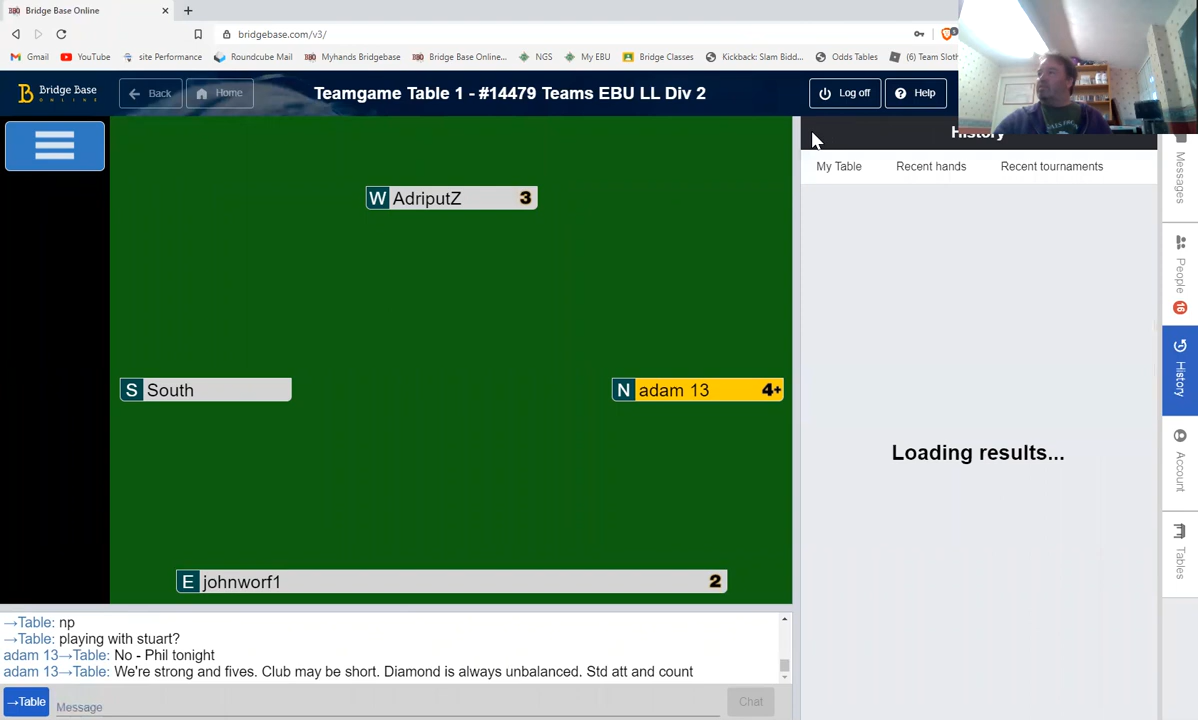 BBO Bridge Base Online
bridgebase.com/v3/
Gmail YouTube site Performance Roundcube Mail Myhands Bridgebase Bridge Base Online... NGS My EBU Bridge Classes Kickback: Slam Bidd... Odds Tables (6) Team Sloth
Bridge Base
ONLINE
Back Home Teamgame Table 1 - #14479 Teams EBU LL Div 2 Log off Help
History
My Table Recent hands Recent tournaments
W AdriputZ 3
S South
N adam 13 4+
E johnworf1 2
Loading results...
Messages
People 16
History
Account
Tables
→Table: np
→Table: playing with stuart?
adam 13→Table: No - Phil tonight
adam 13→Table: We're strong and fives. Club may be short. Diamond is always unbalanced. Std att and count
→Table Message Chat